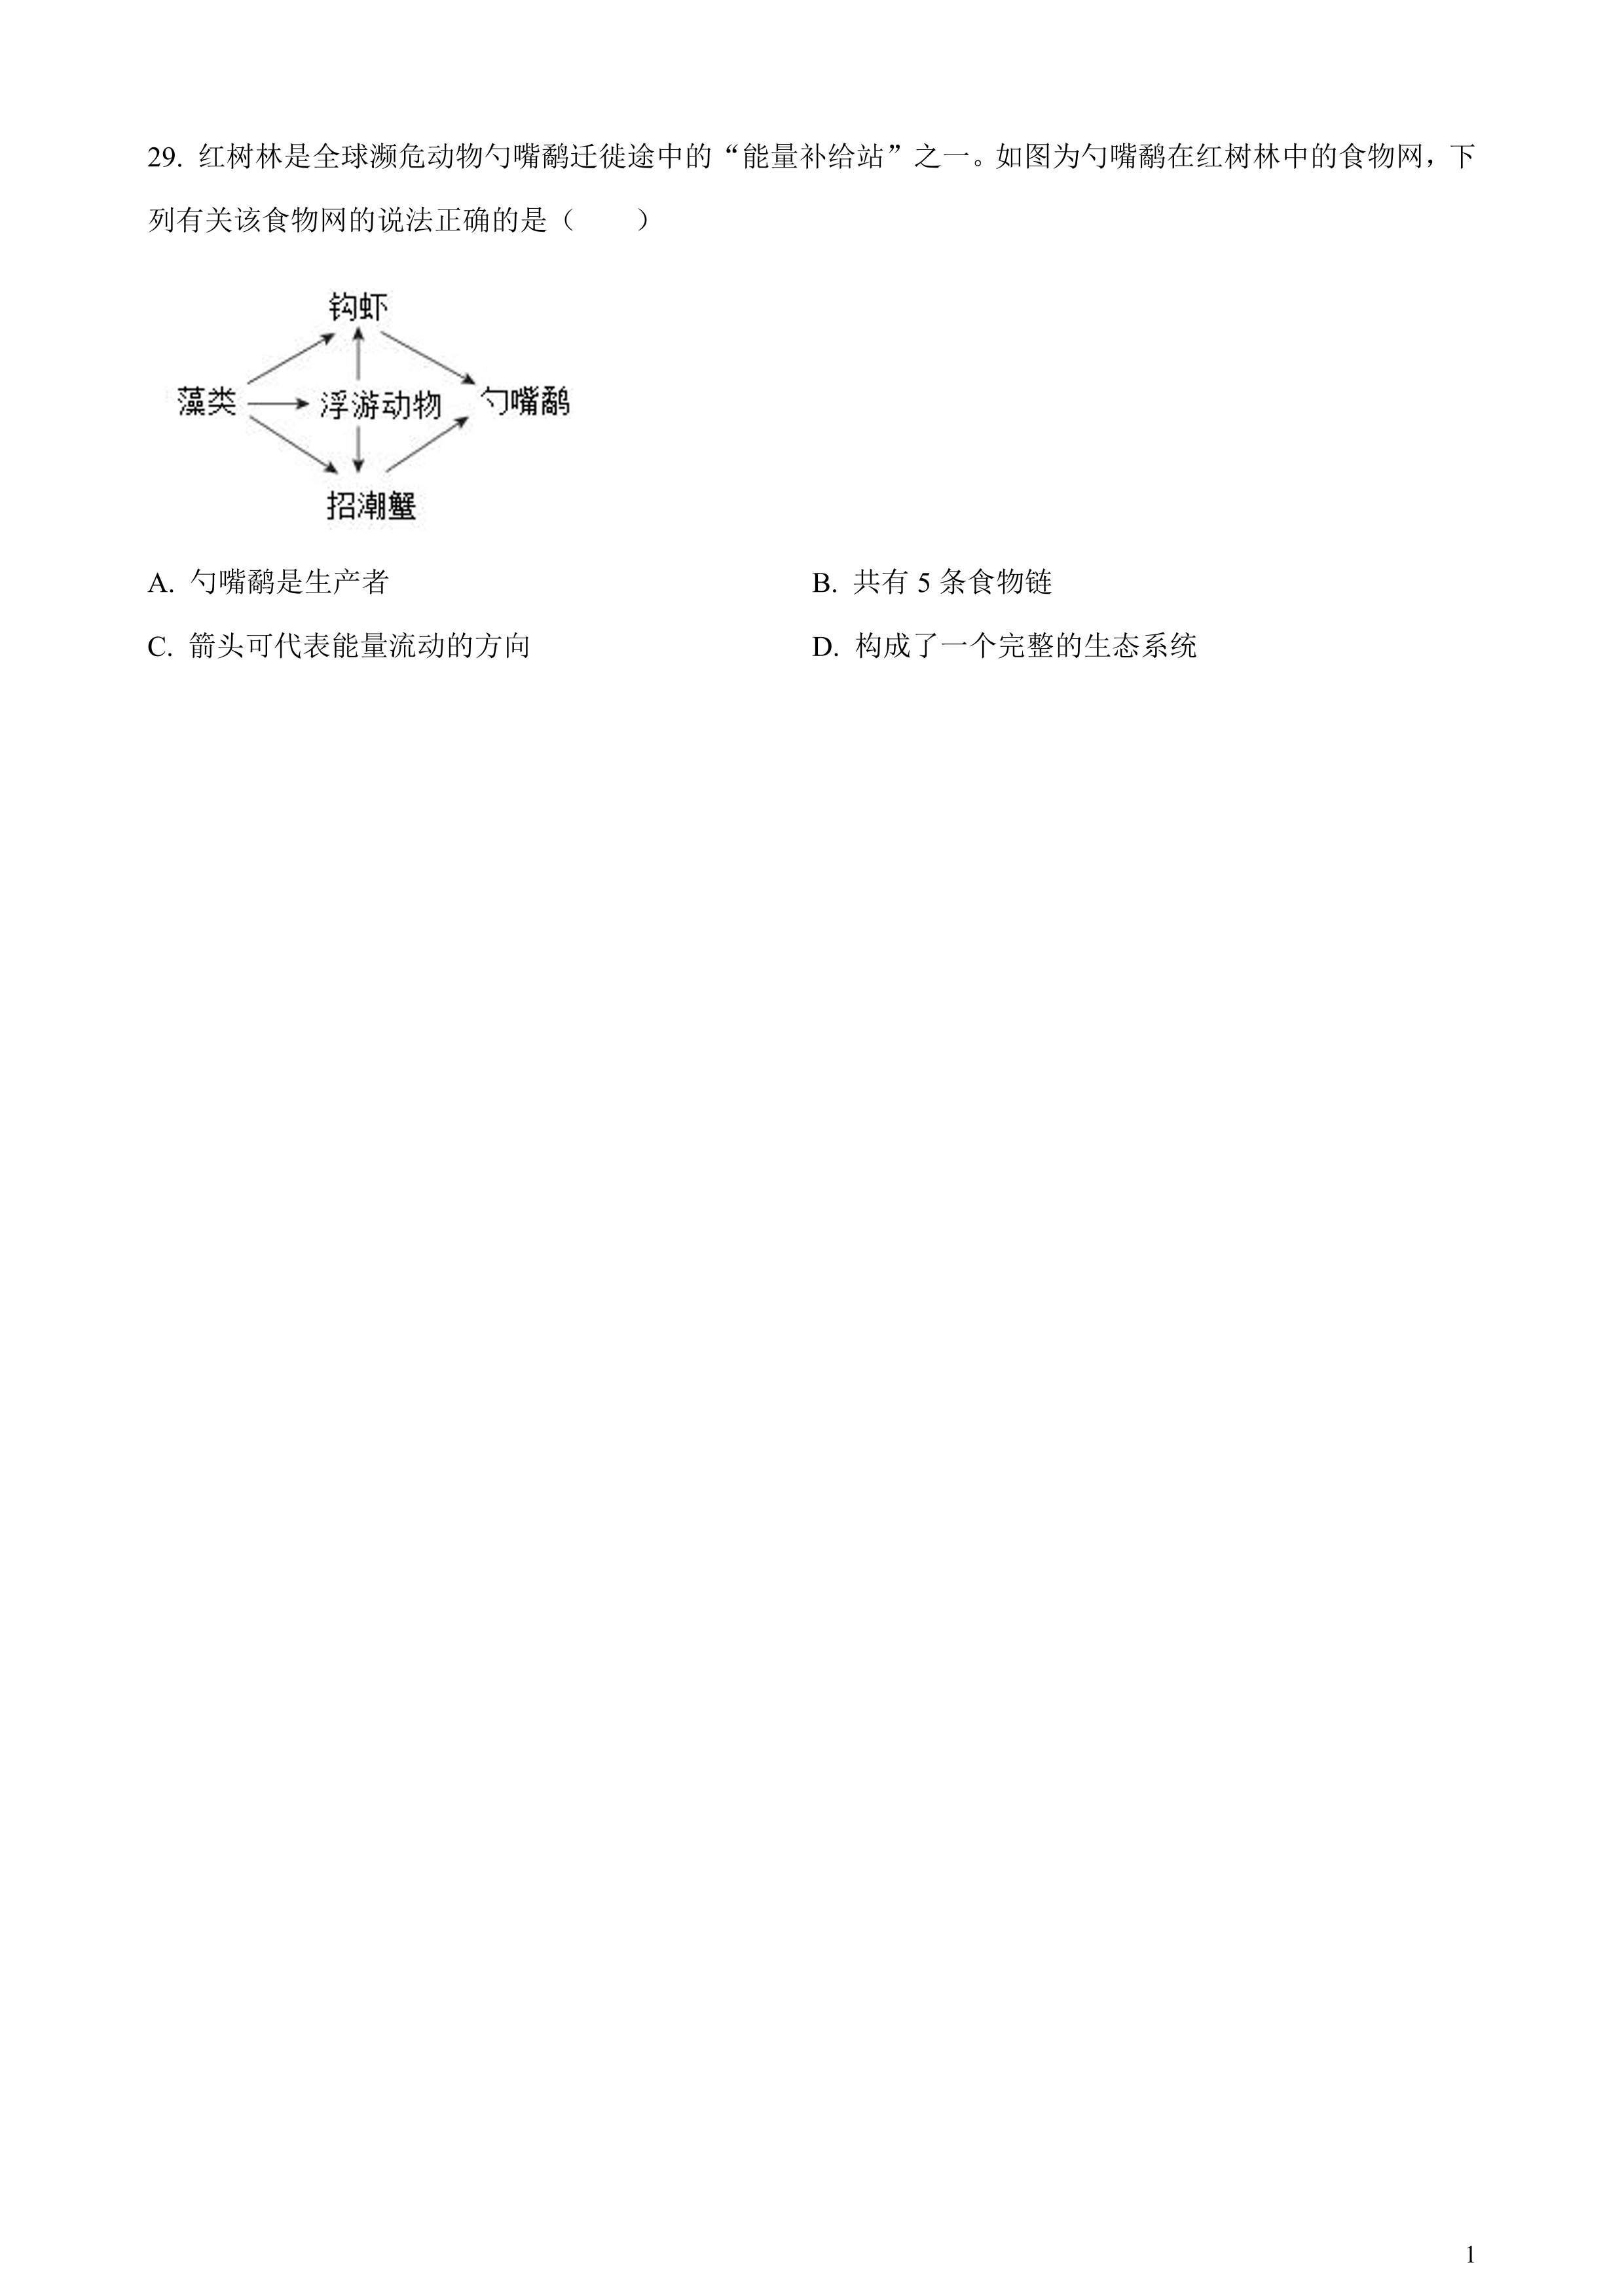 29. 红树林是全球濒危动物勺嘴鹬迁徙途中的“能量补给站”之一。如图为勺嘴鹬在红树林中的食物网，下
列有关该食物网的说法正确的是（　　）
钩虾
藻类 浮游动物 勺嘴鹬
招潮蟹
A. 勺嘴鹬是生产者 B. 共有 5 条食物链
C. 箭头可代表能量流动的方向 D. 构成了一个完整的生态系统
1